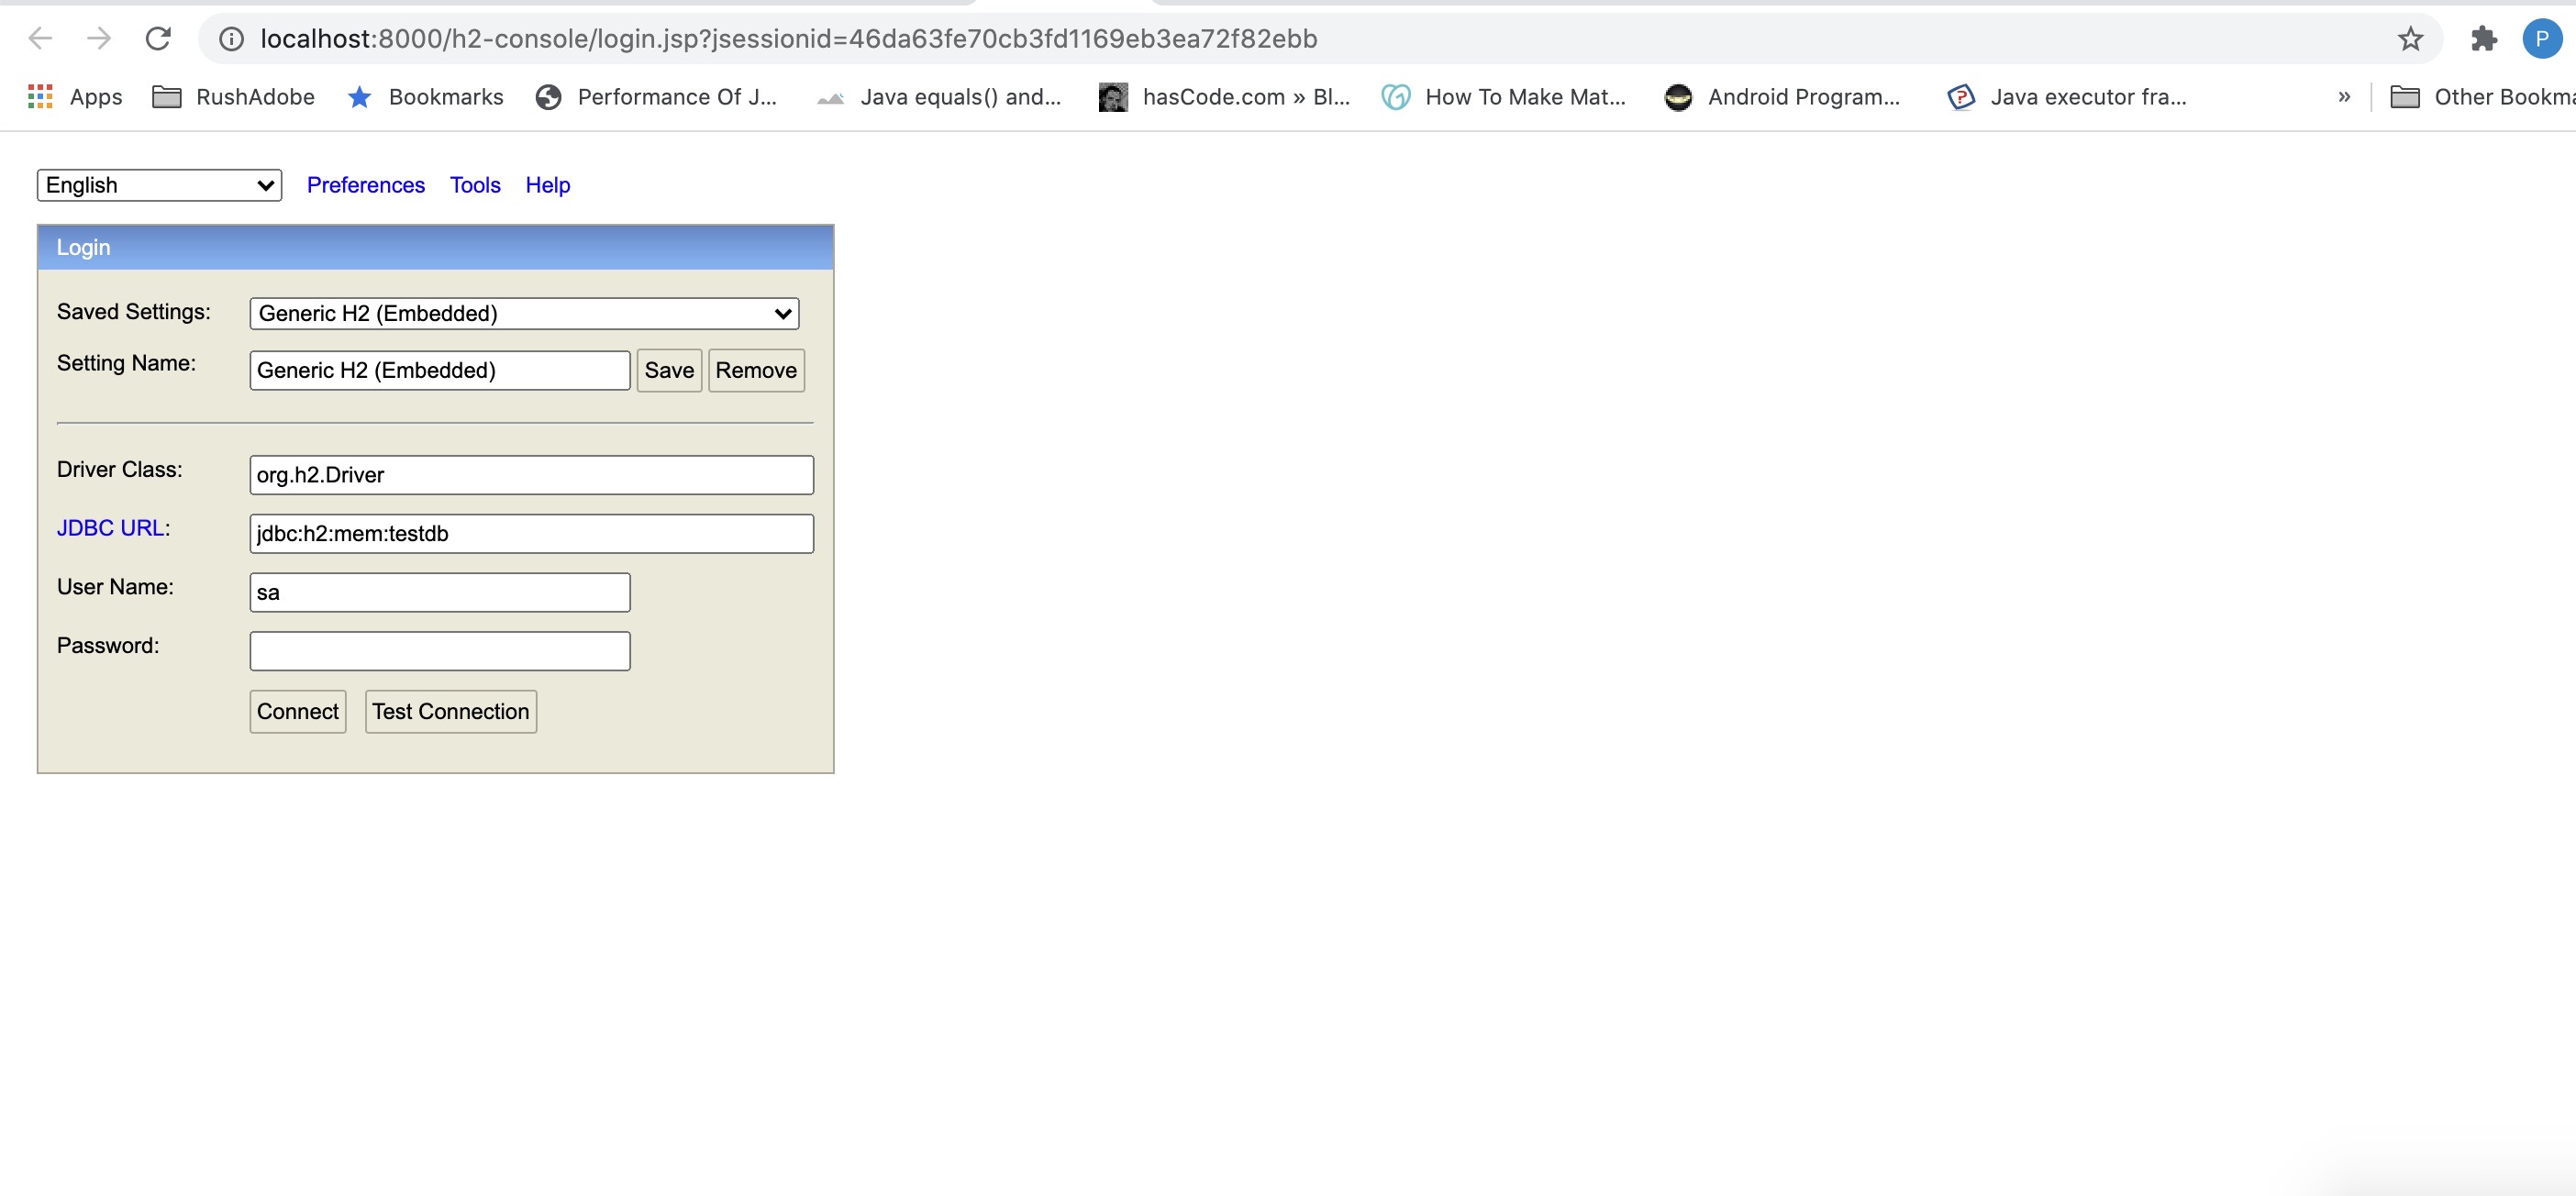 localhost:8000/h2-console/login.jsp?jsessionid=46da63fe70cb3fd1169eb3ea72f82ebb P
Apps RushAdobe Bookmarks Performance Of J... Java equals() and... hasCode.com » Bl... How To Make Mat... Android Program... Java executor fra... » Other Bookma
English Preferences Tools Help
Login
Saved Settings: Generic H2 (Embedded)
Setting Name: Generic H2 (Embedded) Save Remove
Driver Class: org.h2.Driver
JDBC URL: jdbc:h2:mem:testdb
User Name: sa
Password:
Connect Test Connection